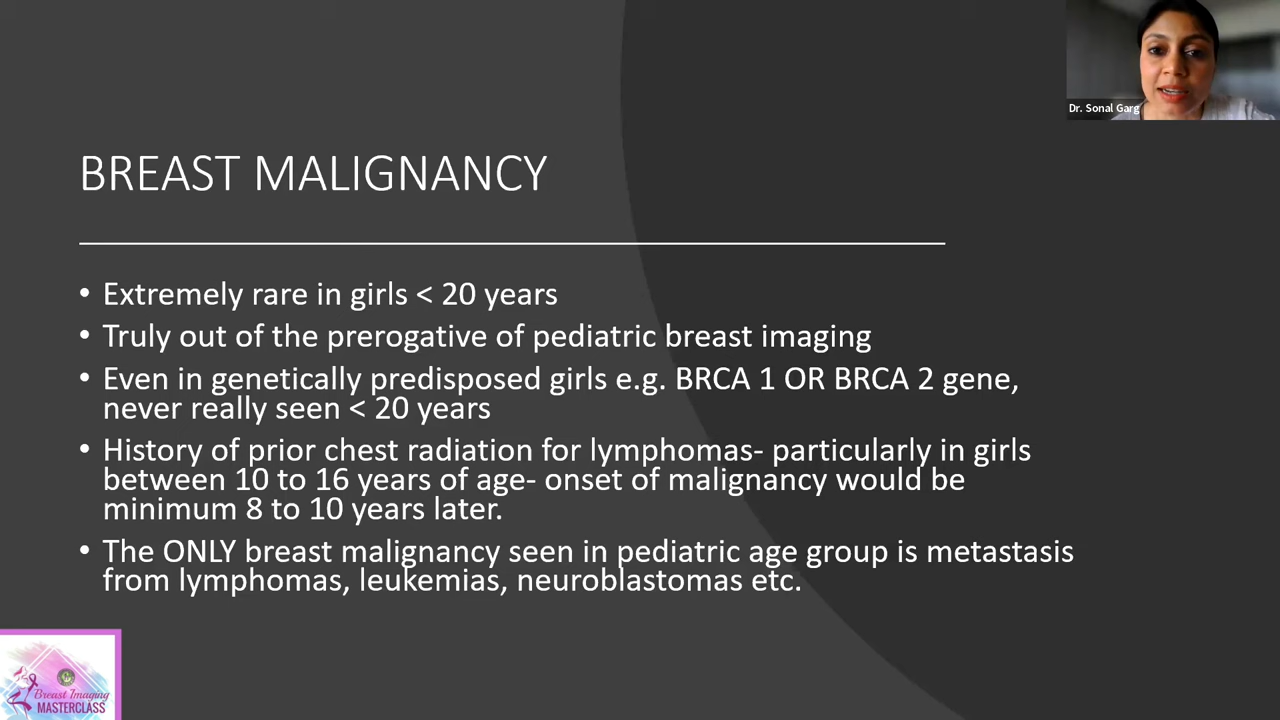 Dr. Sonal Garg
BREAST MALIGNANCY
• Extremely rare in girls < 20 years
• Truly out of the prerogative of pediatric breast imaging
• Even in genetically predisposed girls e.g. BRCA 1 OR BRCA 2 gene,
never really seen < 20 years
• History of prior chest radiation for lymphomas- particularly in girls
between 10 to 16 years of age- onset of malignancy would be
minimum 8 to 10 years later.
• The ONLY breast malignancy seen in pediatric age group is metastasis
from lymphomas, leukemias, neuroblastomas etc.
Breast Imaging
MASTERCLASS